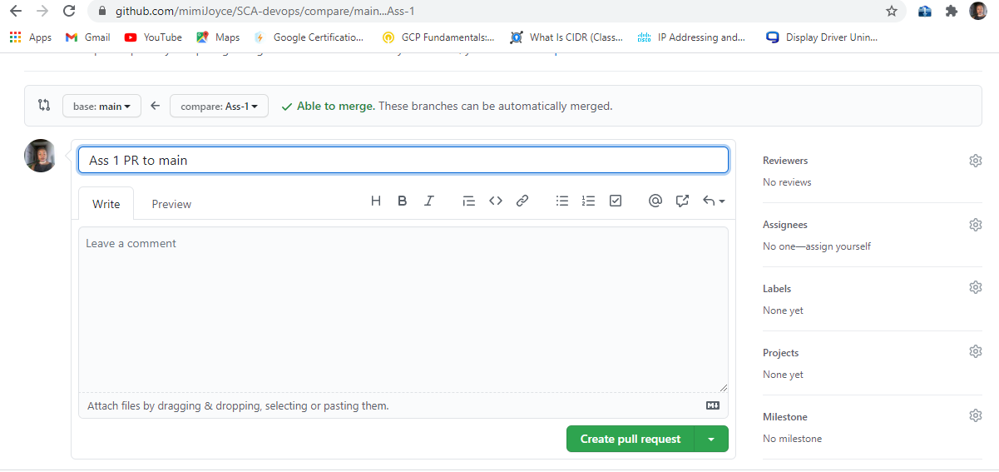 github.com/mimiJoyce/SCA-devops/compare/main...Ass-1
Apps Gmail YouTube Maps Google Certificatio... GCP Fundamentals:... What Is CIDR (Class... cisco IP Addressing and... Display Driver Unin...
base: main compare: Ass-1 Able to merge. These branches can be automatically merged.
Ass 1 PR to main
Write Preview
Leave a comment
Attach files by dragging & dropping, selecting or pasting them.
Create pull request
Reviewers
No reviews
Assignees
No one—assign yourself
Labels
None yet
Projects
None yet
Milestone
No milestone